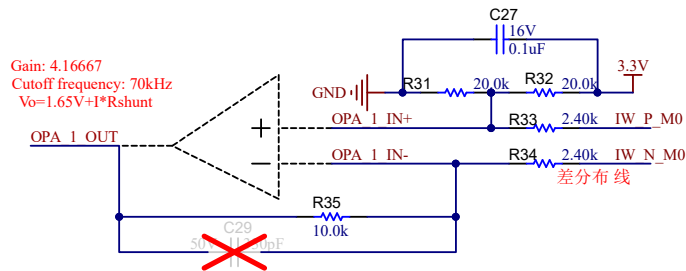 C27
16V
0.1uF
Gain: 4.16667
Cutoff frequency: 70kHz
Vo=1.65V+I*Rshunt
3.3V
GND
R31
20.0k
R32
20.0k
OPA_1_OUT
OPA_1_IN+
R33
2.40k
IW_P_M0
OPA_1_IN-
R34
2.40k
IW_N_M0
差分布 线
R35
10.0k
C29